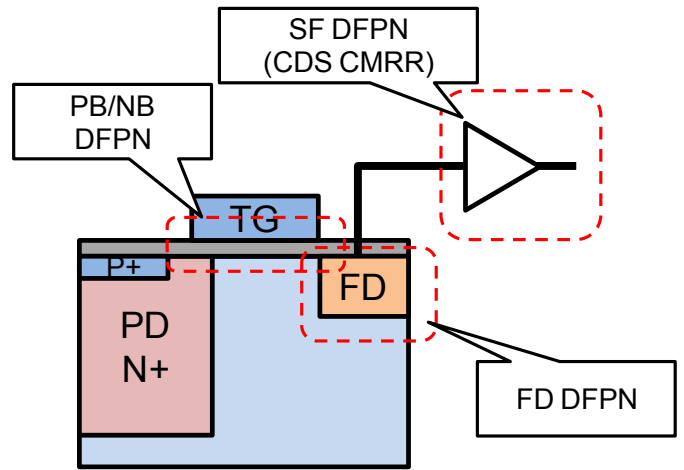 SF DFPN
(CDS CMRR)
PB/NB
DFPN
TG
P+
FD
PD
N+
FD DFPN